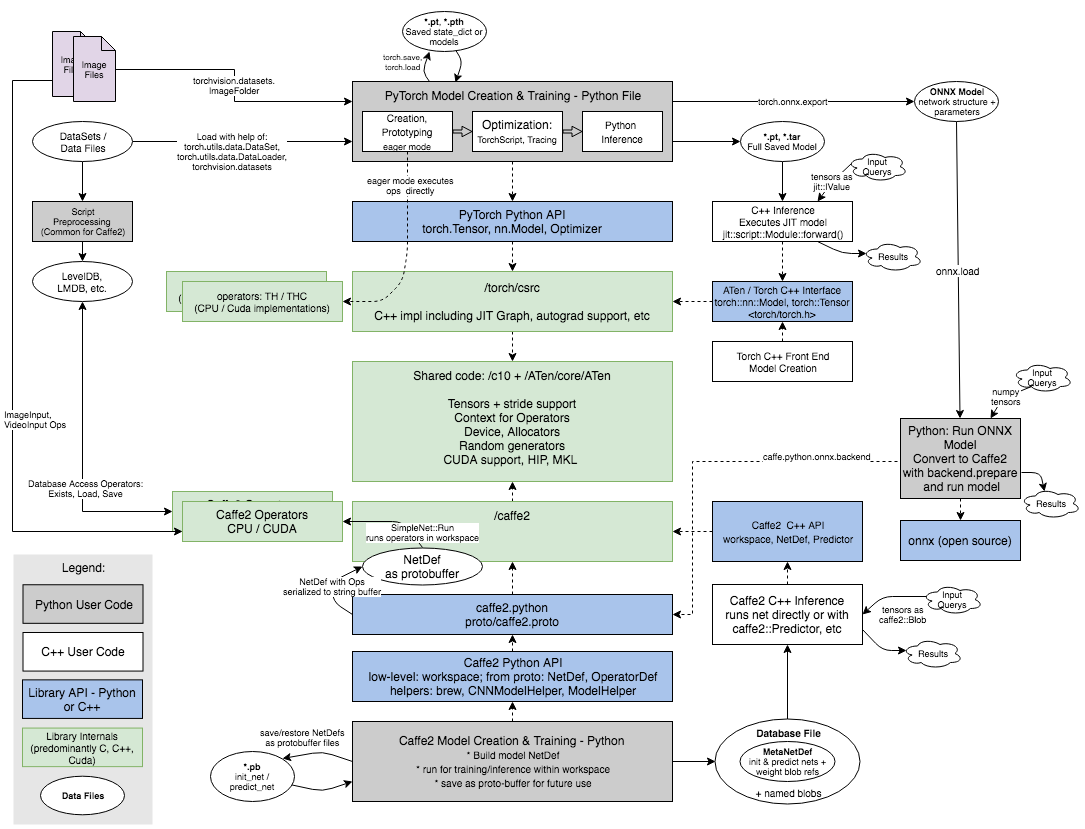 *.pt, *.pth
Saved state_dict or
models
Image
Files
torch.save,
torch.load
torchvision.datasets.
ImageFolder
PyTorch Model Creation & Training - Python File
Creation,
Prototyping
eager mode
Optimization:
TorchScript, Tracing
Python
Inference
torch.onnx.export
ONNX Model
network structure +
parameters
DataSets /
Data Files
Load with help of:
torch.utils.data.DataSet,
torch.utils.data.DataLoader,
torchvision.datasets
*.pt, *.tar
Full Saved Model
Input
Querys
tensors as
jit::IValue
eager mode executes
ops directly
Script
Preprocessing
(Common for Caffe2)
PyTorch Python API
torch.Tensor, nn.Model, Optimizer
C++ Inference
Executes JIT model
jit::script::Module::forward()
Results
LevelDB,
LMDB, etc.
onnx.load
(
operators: TH / THC
(CPU / Cuda implementations)
/torch/csrc
C++ impl including JIT Graph, autograd support, etc
ATen / Torch C++ Interface
torch::nn::Model, torch::Tensor
<torch/torch.h>
Torch C++ Front End
Model Creation
Shared code: /c10 + /ATen/core/ATen
Tensors + stride support
Context for Operators
Device, Allocators
Random generators
CUDA support, HIP, MKL
Input
Querys
numpy
tensors
ImageInput,
VideoInput Ops
Python: Run ONNX
Model
Convert to Caffe2
with backend.prepare
and run model
caffe.python.onnx.backend
Results
Database Access Operators:
Exists, Load, Save
Caffe2 Operators
CPU / CUDA
/caffe2
SimpleNet::Run
runs operators in workspace
Caffe2 C++ API
workspace, NetDef, Predictor
onnx (open source)
NetDef
as protobuffer
NetDef with Ops
serialized to string buffer
Legend:
Python User Code
C++ User Code
Library API - Python
or C++
Library Internals
(predominantly C, C++,
Cuda)
Data Files
caffe2.python
proto/caffe2.proto
Caffe2 C++ Inference
runs net directly or with
caffe2::Predictor, etc
tensors as
caffe2::Blob
Input
Querys
Results
Caffe2 Python API
low-level: workspace; from proto: NetDef, OperatorDef
helpers: brew, CNNModelHelper, ModelHelper
save/restore NetDefs
as protobuffer files
*.pb
init_net /
predict_net
Caffe2 Model Creation & Training - Python
* Build model NetDef
* run for training/inference within workspace
* save as proto-buffer for future use
Database File
MetaNetDef
init & predict nets +
weight blob refs
+ named blobs